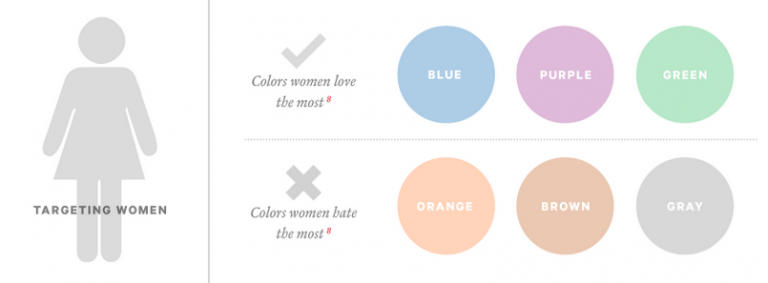 TARGETING WOMEN
Colors women love
the most 8
BLUE
PURPLE
GREEN
Colors women hate
the most 8
ORANGE
BROWN
GRAY